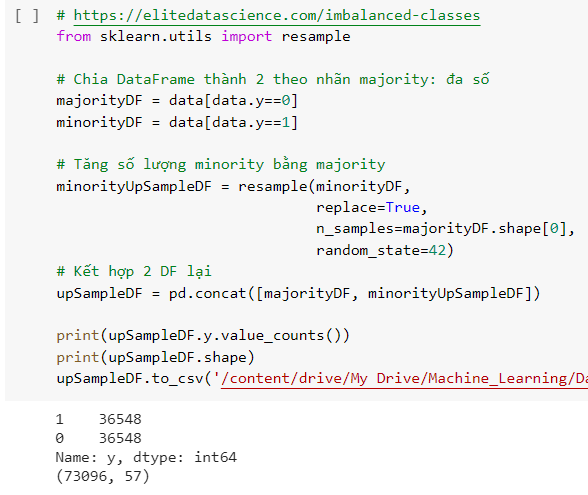 [ ] # https://elitedatascience.com/imbalanced-classes
from sklearn.utils import resample
# Chia DataFrame thành 2 theo nhãn majority: đa số
majorityDF = data[data.y==0]
minorityDF = data[data.y==1]
# Tăng số lượng minority bằng majority
minorityUpSampleDF = resample(minorityDF,
replace=True,
n_samples=majorityDF.shape[0],
random_state=42)
# Kết hợp 2 DF lại
upSampleDF = pd.concat([majorityDF, minorityUpSampleDF])
print(upSampleDF.y.value_counts())
print(upSampleDF.shape)
upSampleDF.to_csv('/content/drive/My Drive/Machine_Learning/Da
1 36548
0 36548
Name: y, dtype: int64
(73096, 57)